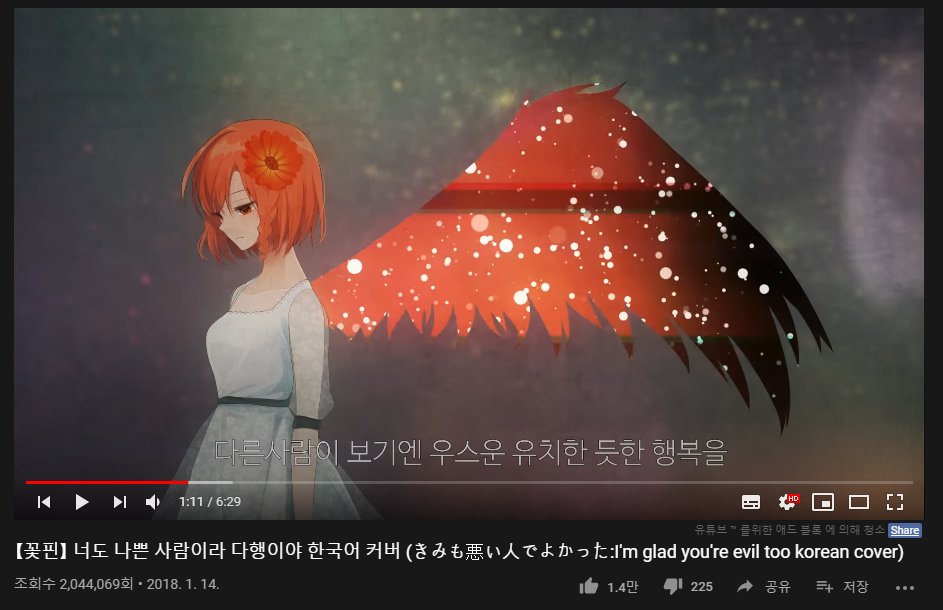 다른사람이 보기엔 우스운 유치한 듯한 행복을
1:11 / 6:29
HD
유튜브 ™ 를위한 애드 블록 에 의해 청소 Share
【꽃핀】 너도 나쁜 사람이라 다행이야 한국어 커버 (きみも悪い人でよかった:I'm glad you're evil too korean cover)
조회수 2,044,069회 • 2018. 1. 14.
1.4만 225 공유 저장